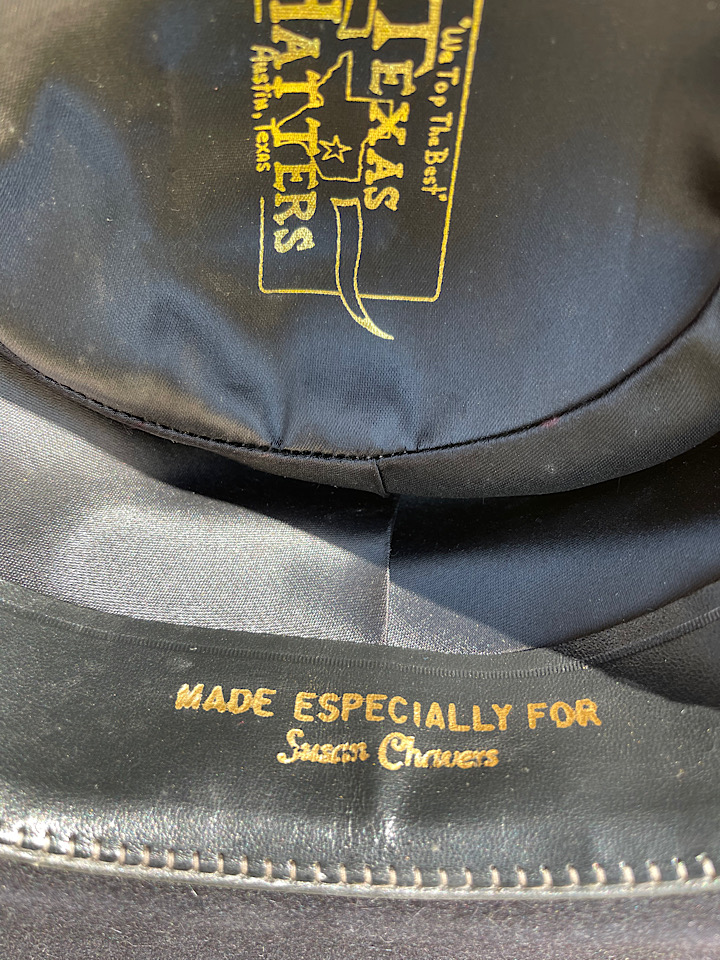 "We Top The Best"
TEXAS
HATTERS
Austin, Texas
MADE ESPECIALLY FOR
Susan Chavers